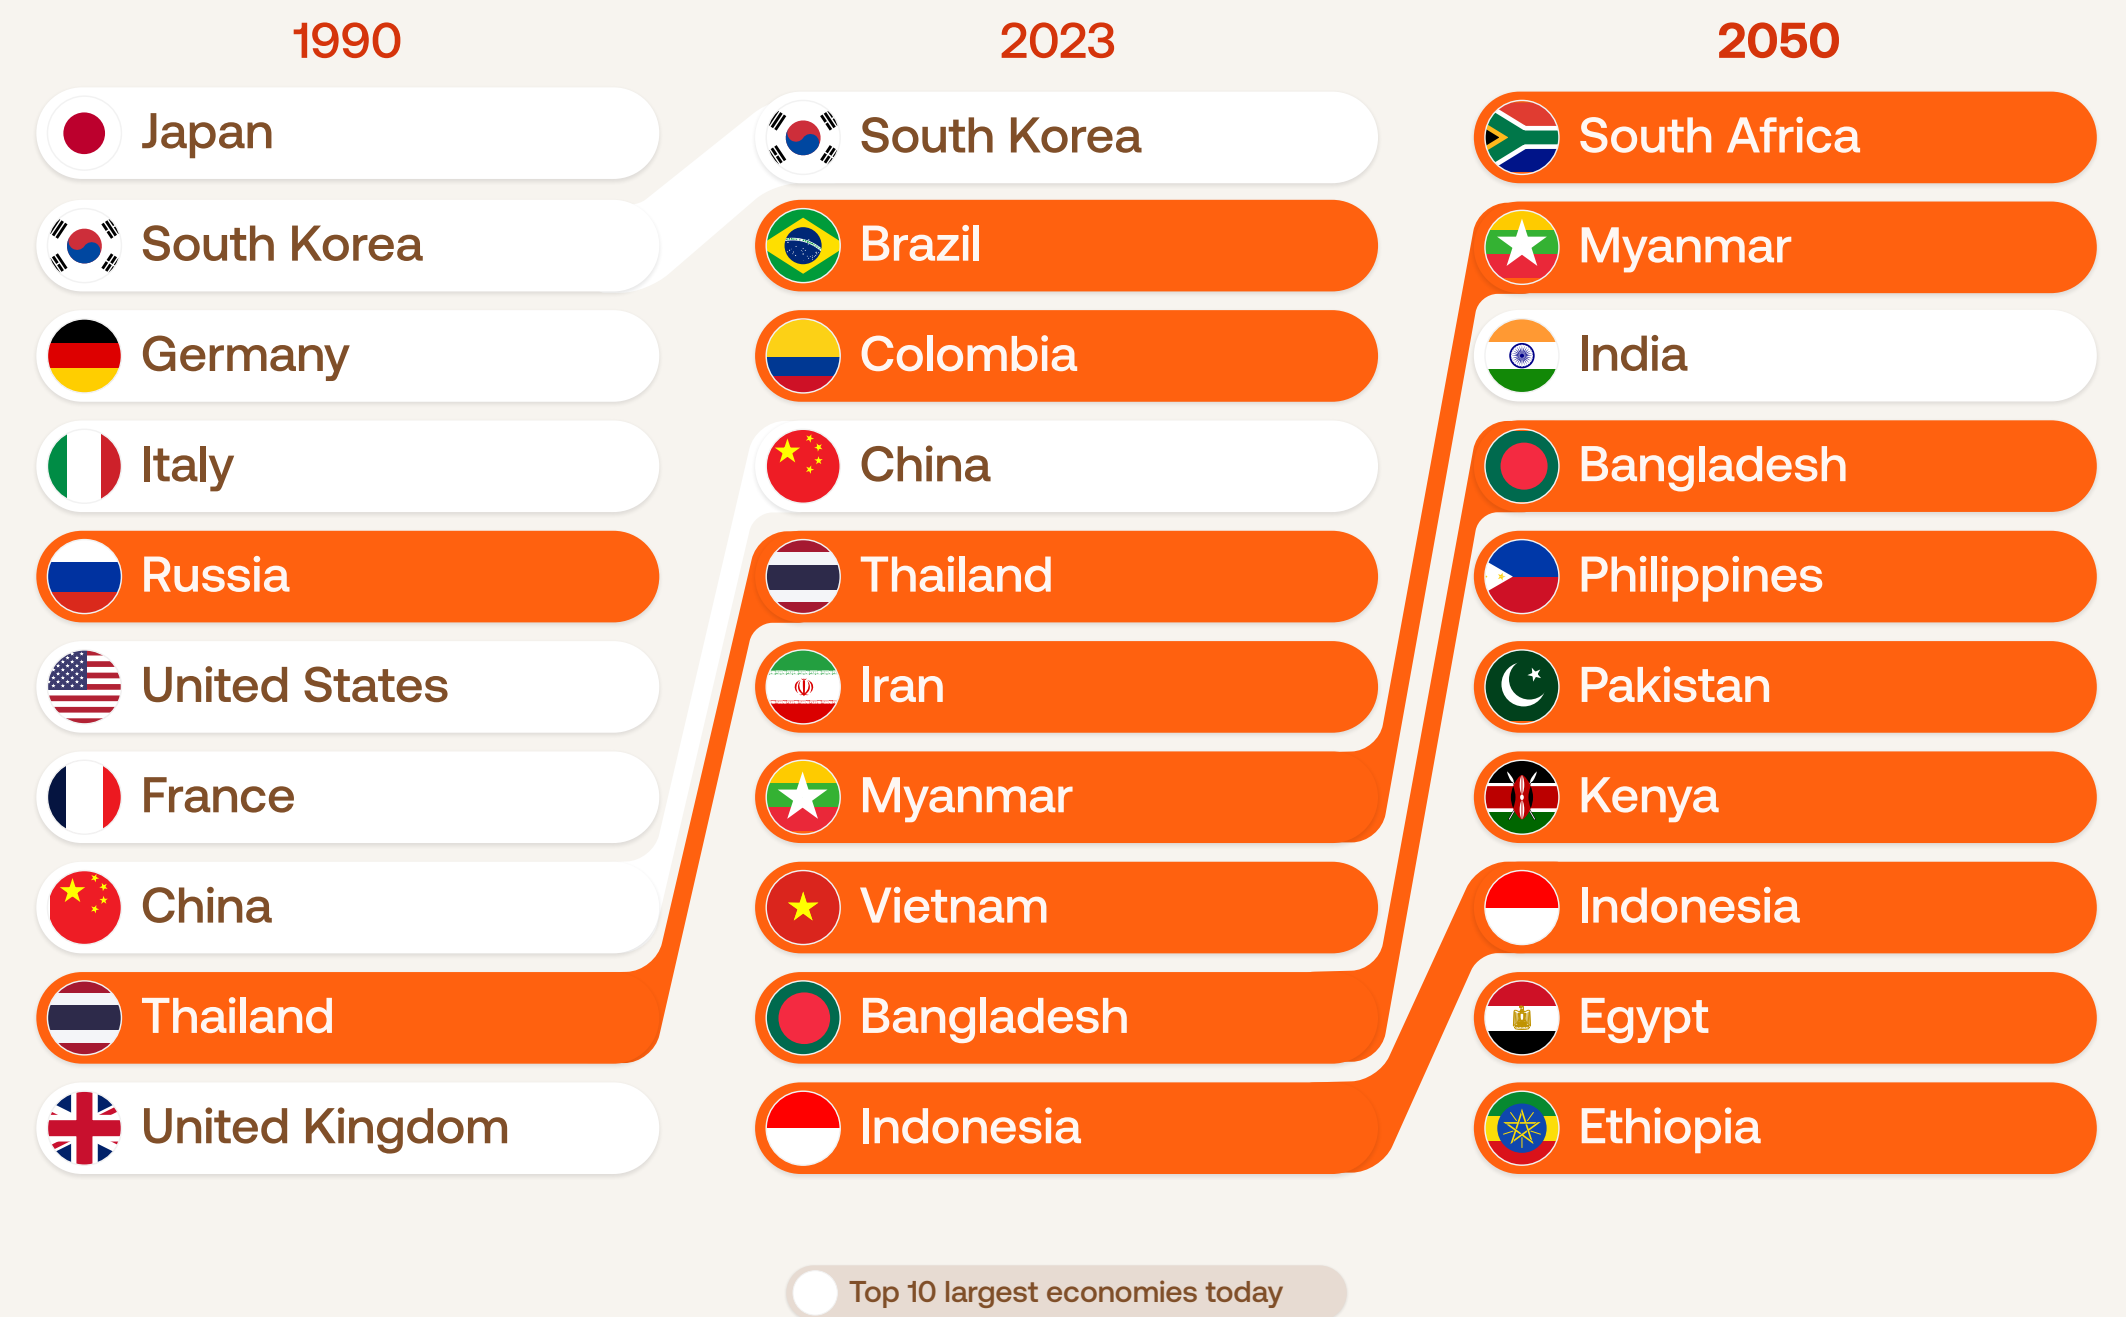 1990
Japan
South Korea
Germany
Italy
Russia
United States
France
China
Thailand
United Kingdom
2023
South Korea
Brazil
Colombia
China
Thailand
Iran
Myanmar
Vietnam
Bangladesh
Indonesia
2050
South Africa
Myanmar
India
Bangladesh
Philippines
Pakistan
Kenya
Indonesia
Egypt
Ethiopia
Top 10 largest economies today